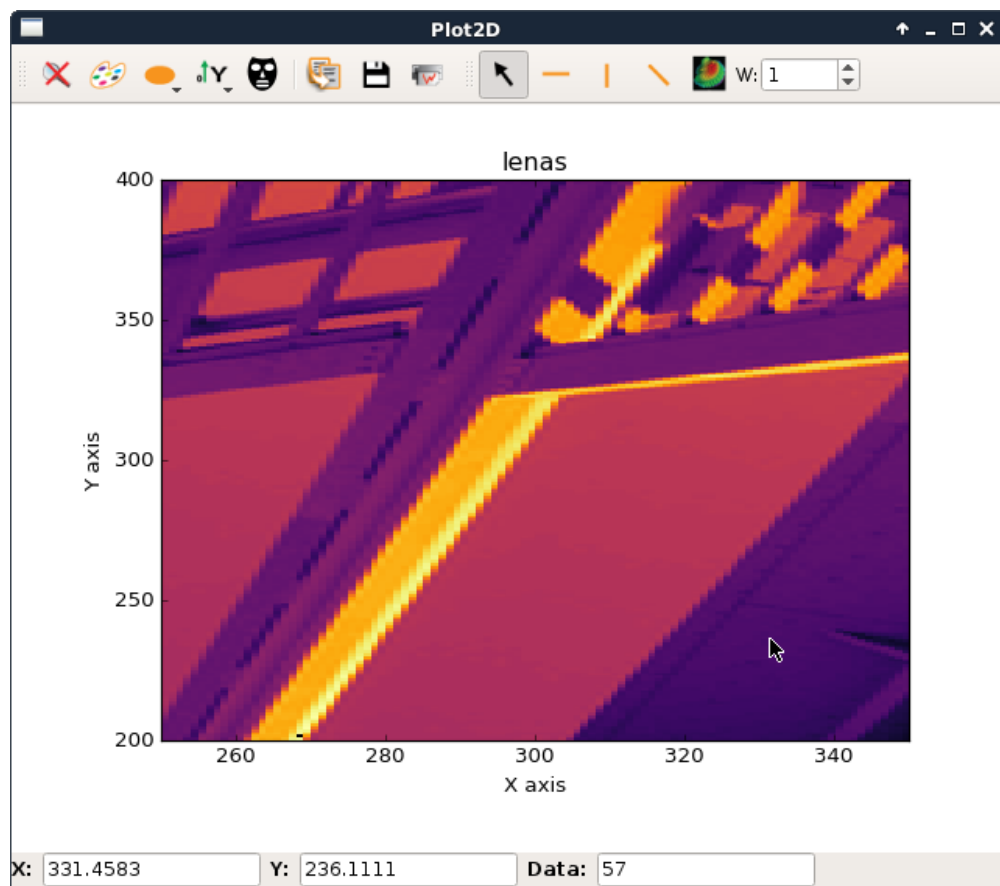 Plot2D
Y W: 1
lenas
400
350
300
250
200
Y axis
260 280 300 320 340
X axis
X: 331.4583 Y: 236.1111 Data: 57